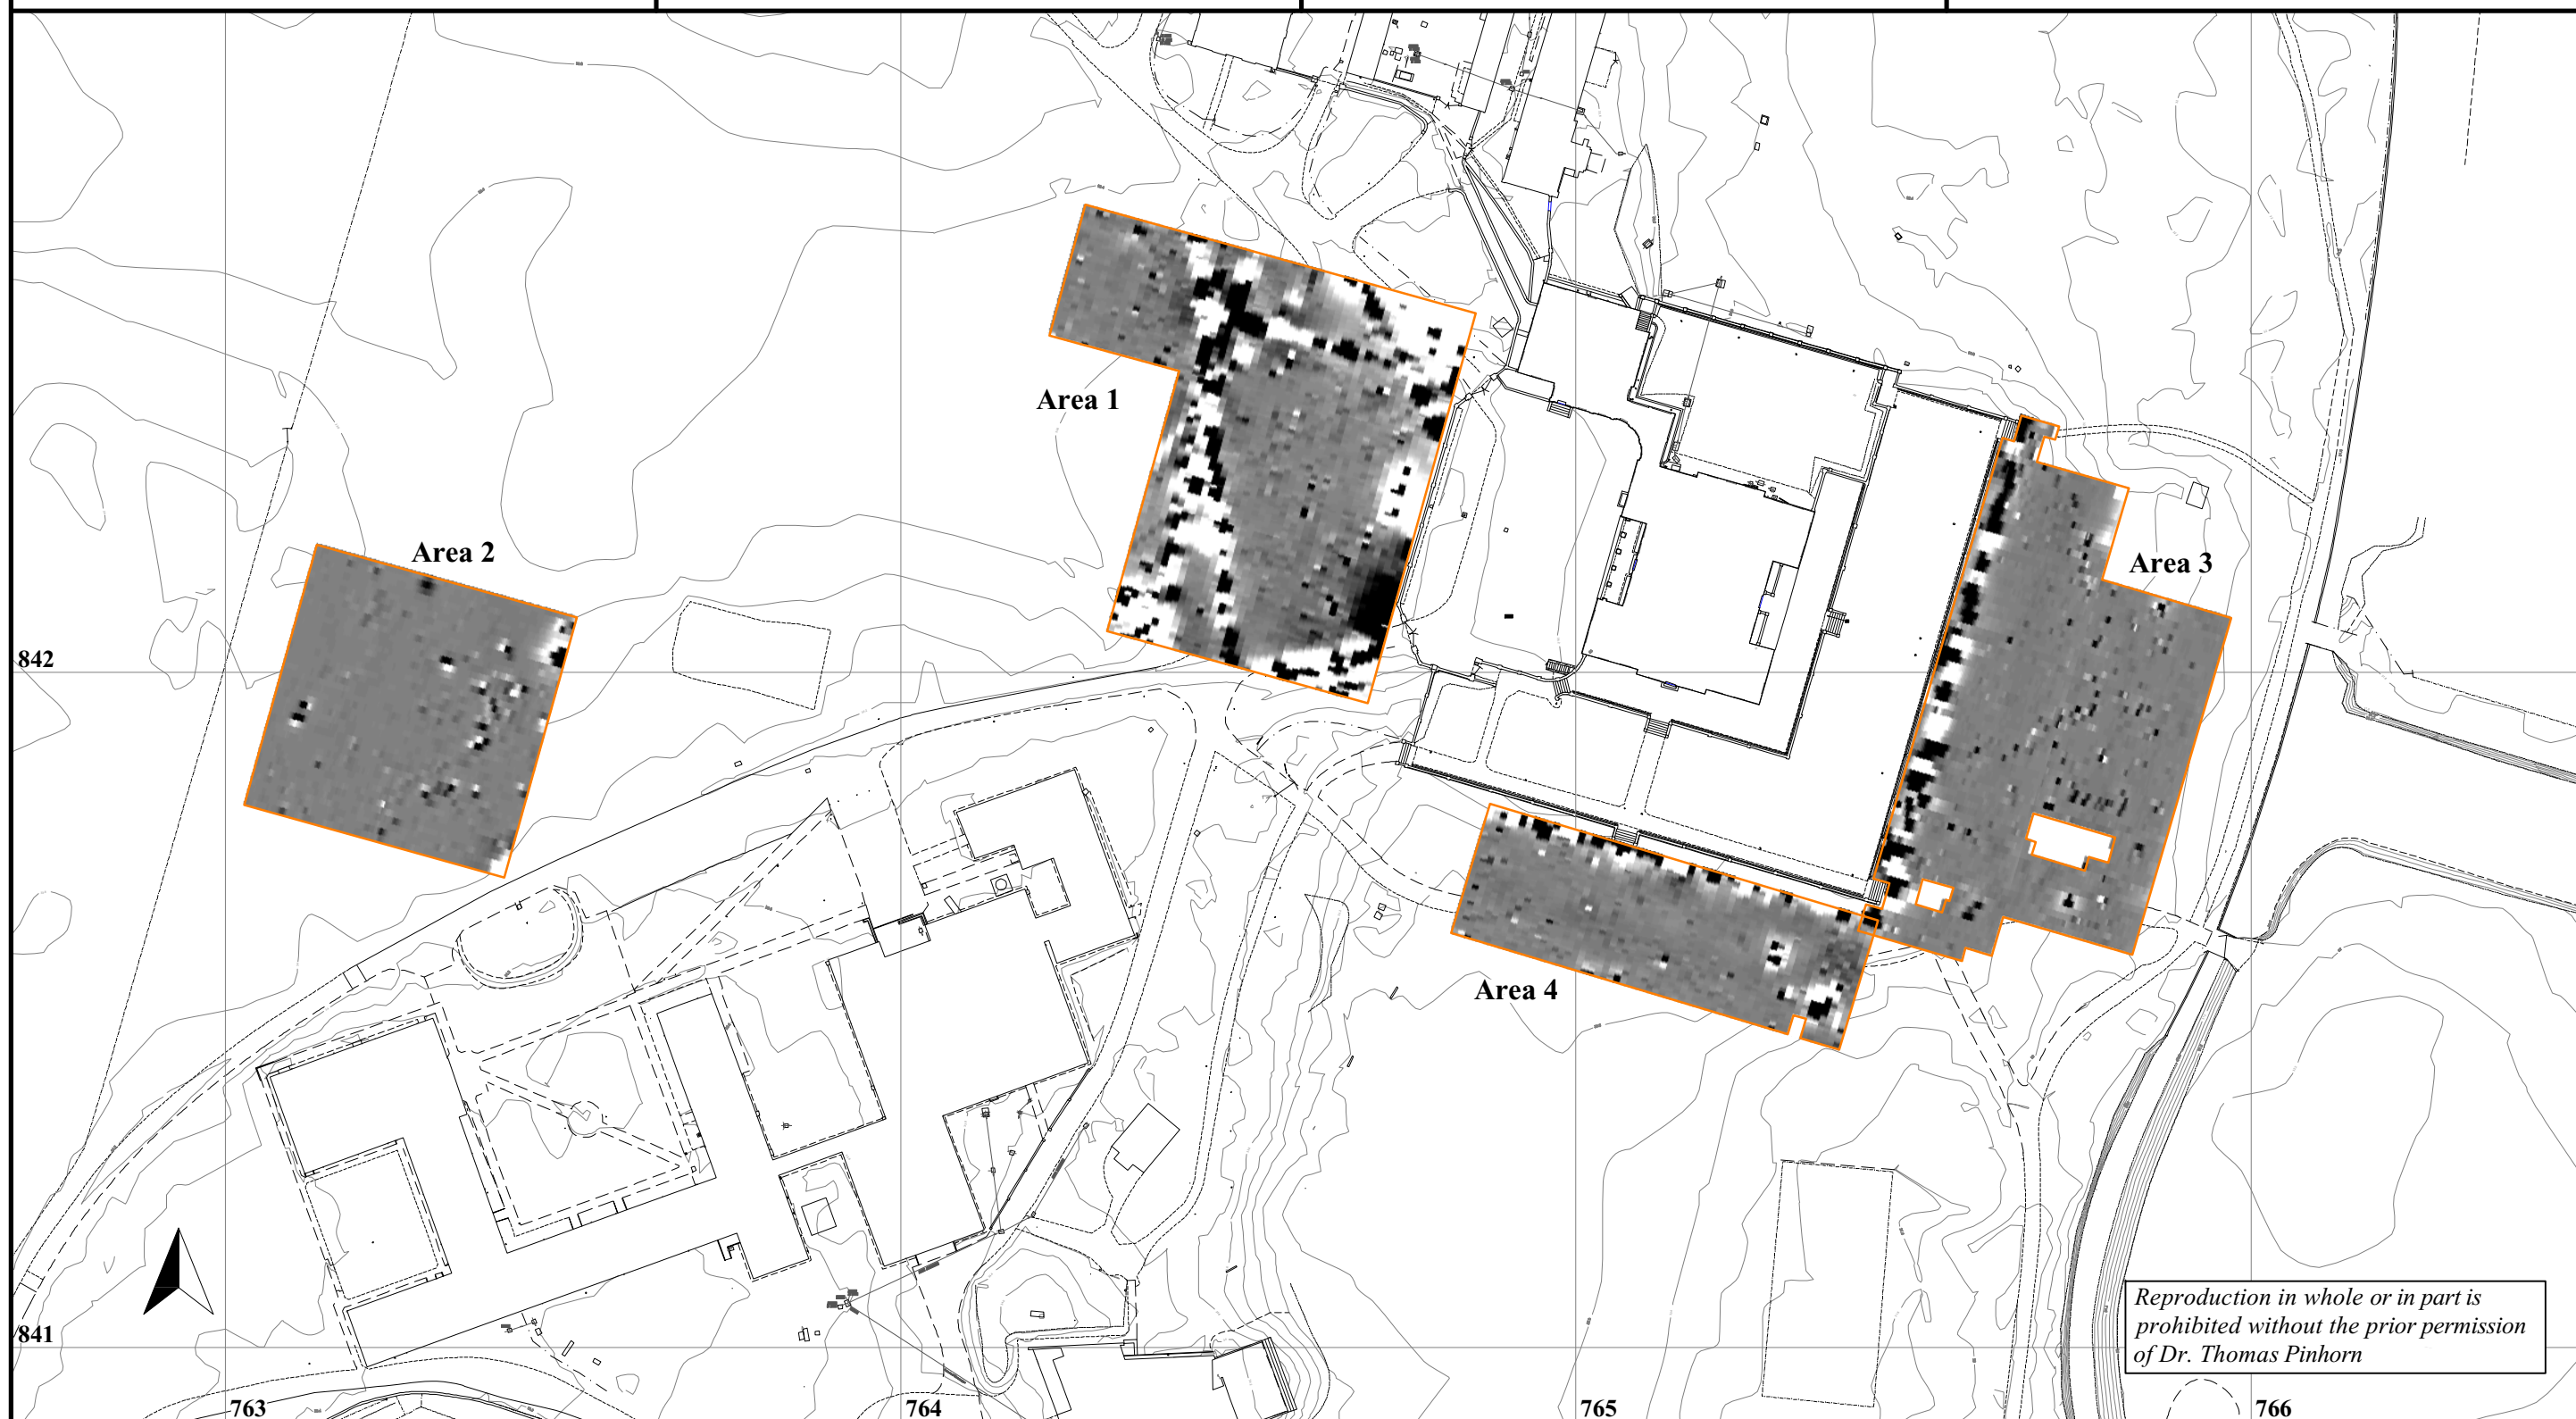 Area 1
Area 2
Area 3
842
Area 4
Reproduction in whole or in part is
prohibited without the prior permission
of Dr. Thomas Pinhorn
841
763
764
765
766